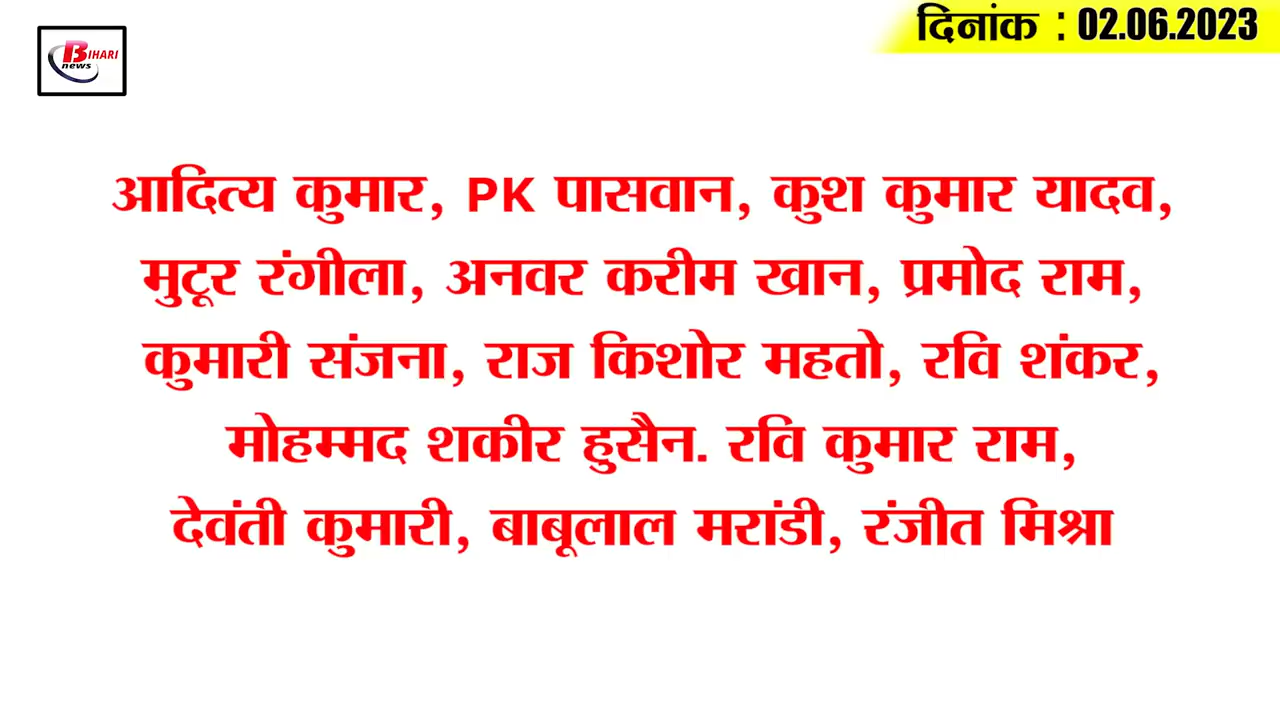 BIHARI
news
दिनांक : 02.06.2023
आदित्य कुमार, PK पासवान, कुश कुमार यादव,
मुटूर रंगीला, अनवर करीम खान, प्रमोद राम,
कुमारी संजना, राज किशोर महतो, रवि शंकर,
मोहम्मद शकीर हुसैन. रवि कुमार राम,
देवंती कुमारी, बाबूलाल मरांडी, रंजीत मिश्रा